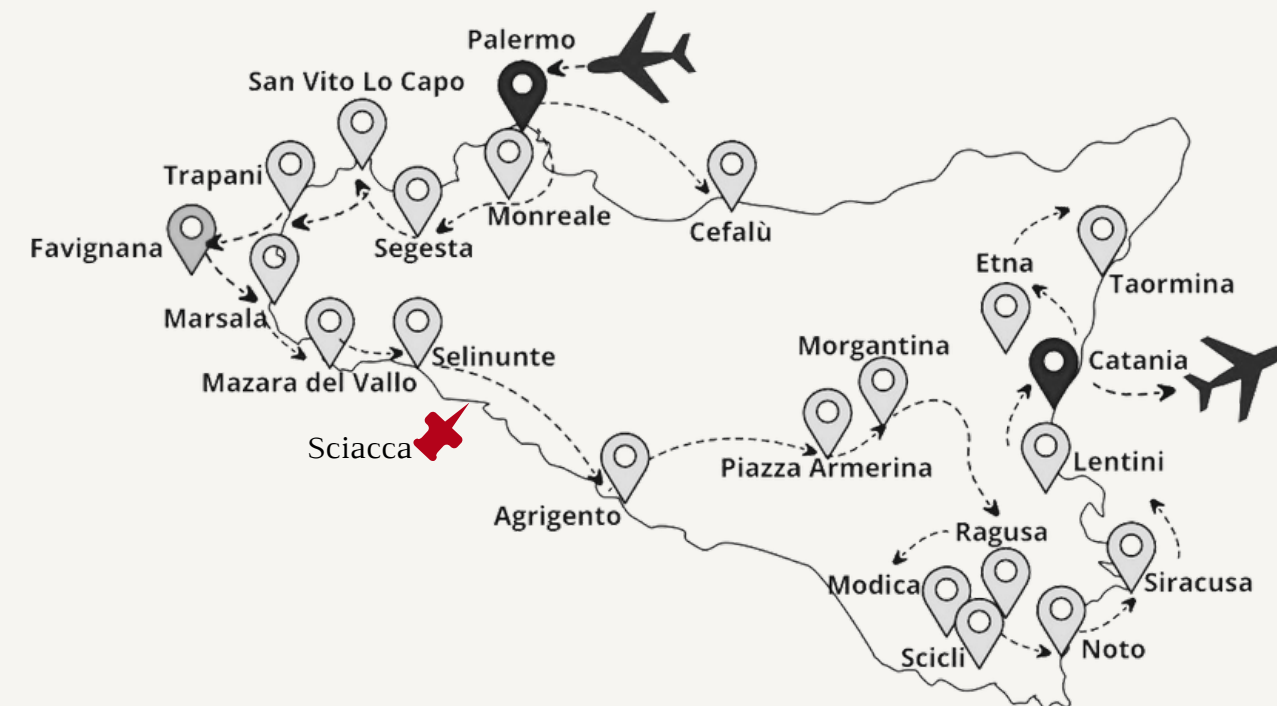 Palermo
San Vito Lo Capo
Trapani
Monreale
Cefalù
Favignana
Segesta
Etna
Taormina
Marsala
Morgantina
Selinunte
Catania
Mazara del Vallo
Sciacca
Piazza Armerina
Lentini
Agrigento
Ragusa
Modica
Siracusa
Noto
Scicli